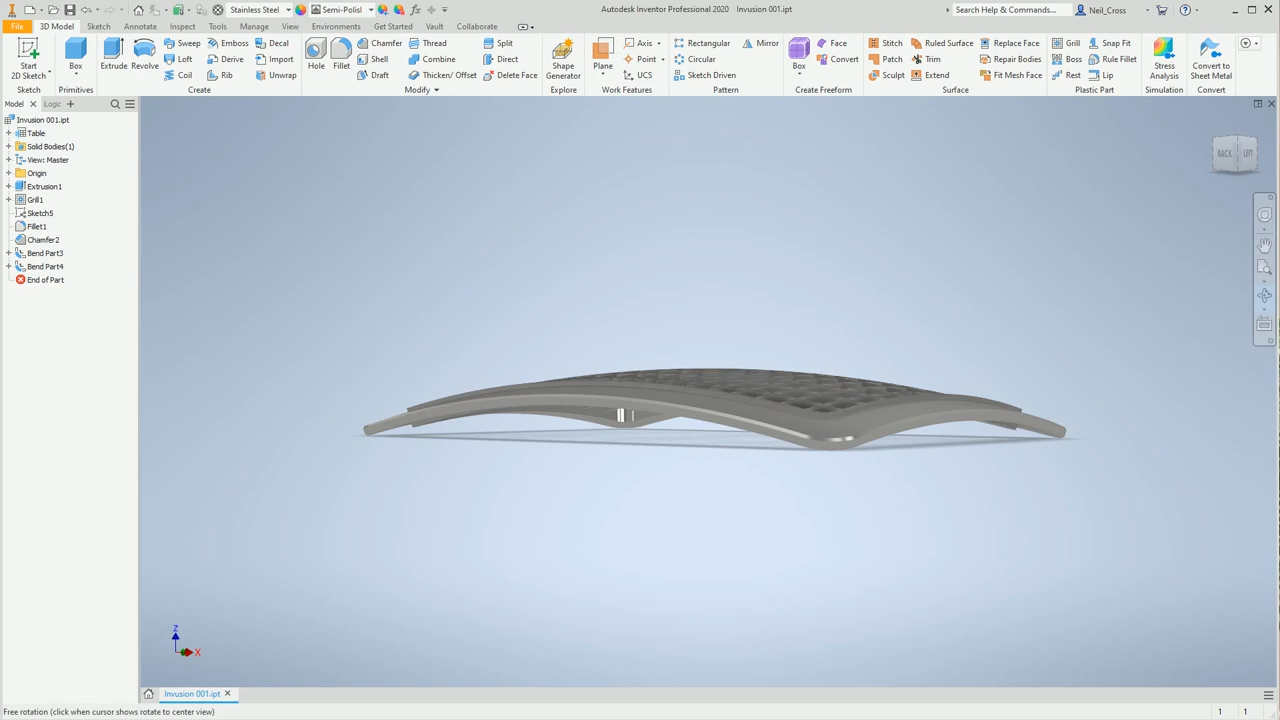 Stainless Steel Semi-Polisl fx Autodesk Inventor Professional 2020 Invusion 001.ipt Search Help & Commands... Neil_Cross
File 3D Model Sketch Annotate Inspect Tools Manage View Environments Get Started Vault Collaborate
Start 2D Sketch Box Extrude Revolve Sweep Emboss Decal Hole Fillet Chamfer Thread Split Shape Generator Plane Axis Rectangular Mirror Box Face Stitch Ruled Surface Replace Face Grill Snap Fit Stress Analysis Convert to Sheet Metal
Loft Derive Import Shell Combine Direct Point Circular Convert Patch Trim Repair Bodies Boss Rule Fillet
Coil Rib Unwrap Draft Thicken/ Offset Delete Face UCS Sketch Driven Sculpt Extend Fit Mesh Face Rest Lip
Sketch Primitives Create Modify Explore Work Features Pattern Create Freeform Surface Plastic Part Simulation Convert
Model Logic
Invusion 001.ipt
Table
Solid Bodies(1)
View: Master
Origin
Extrusion1
Grill1
Sketch5
Fillet1
Chamfer2
Bend Part3
Bend Part4
End of Part
BACK LEFT
Z
X
Invusion 001.ipt
Free rotation (click when cursor shows rotate to center view) 1 1